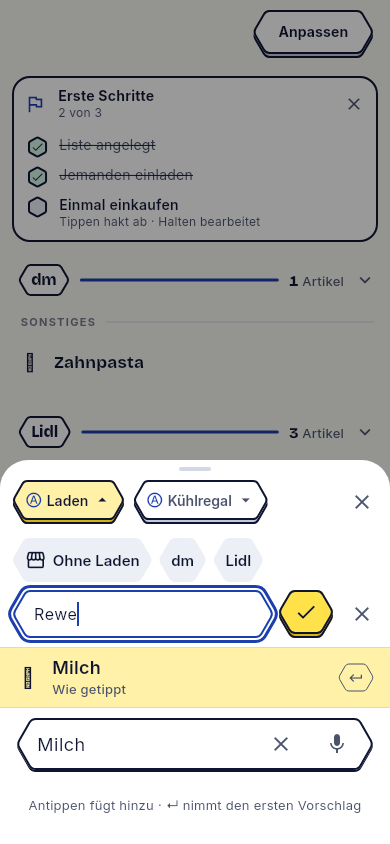 Anpassen
Erste Schritte
2 von 3
Liste angelegt
Jemanden einladen
Einmal einkaufen
Tippen hakt ab · Halten bearbeitet
dm
1 Artikel
SONSTIGES
Zahnpasta
Lidl
3 Artikel
A Laden
A Kühlregal
Ohne Laden
dm
Lidl
Rewe
Milch
Wie getippt
Milch
Antippen fügt hinzu · ↵ nimmt den ersten Vorschlag